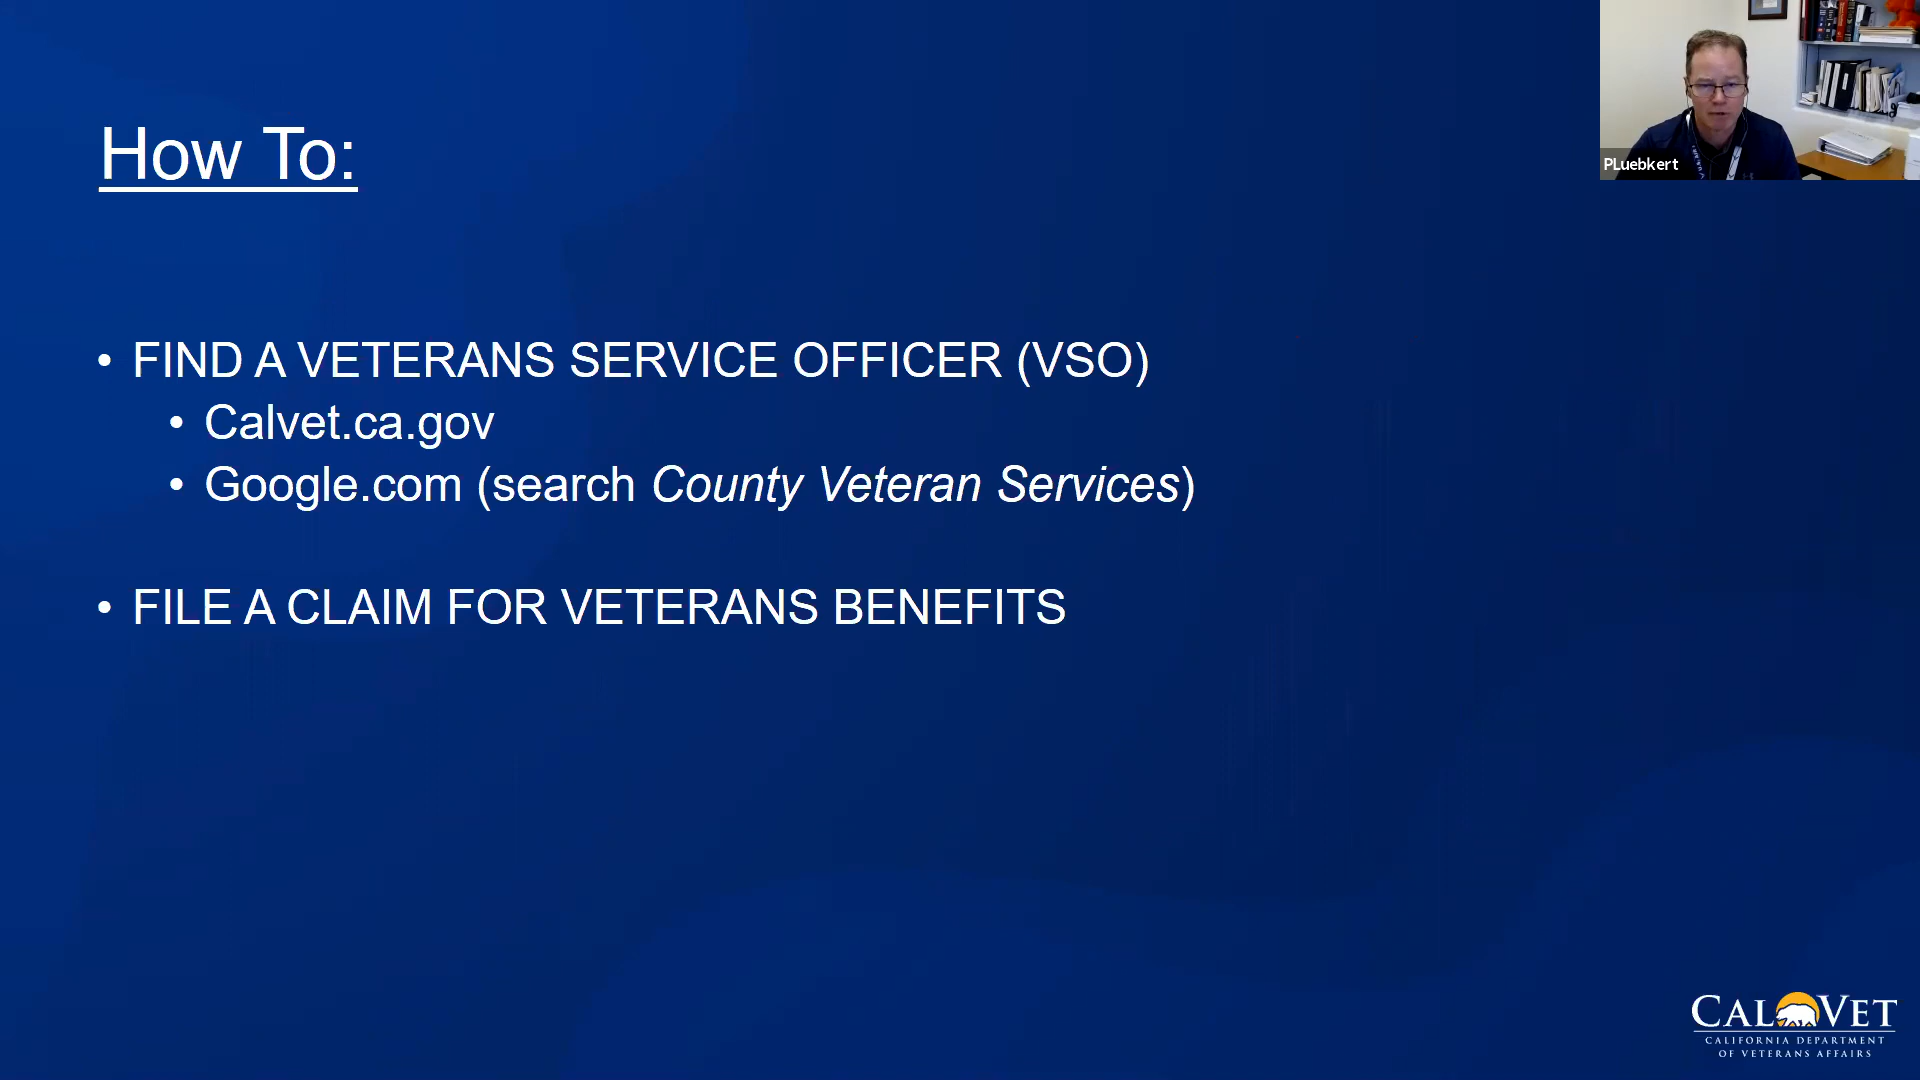 How To:
PLuebkert
• FIND A VETERANS SERVICE OFFICER (VSO)
• Calvet.ca.gov
• Google.com (search County Veteran Services)
• FILE A CLAIM FOR VETERANS BENEFITS
CALVET
CALIFORNIA DEPARTMENT
OF VETERANS AFFAIRS